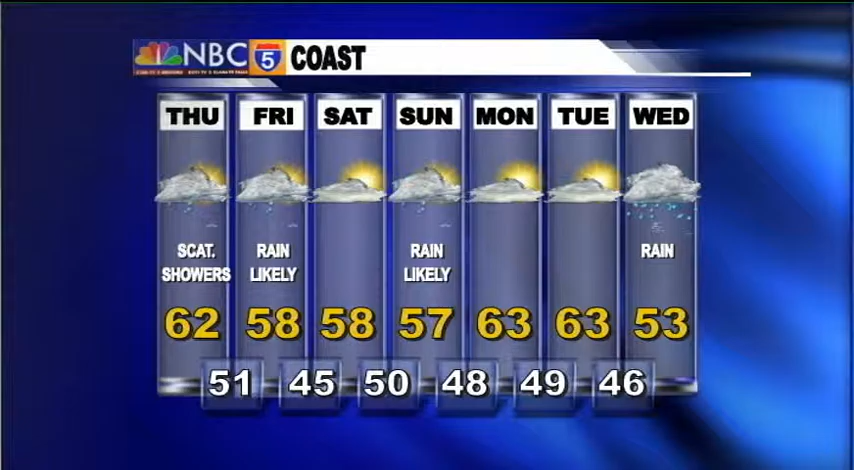 NBC 5 COAST
THU FRI SAT SUN MON TUE WED
SCAT. RAIN RAIN RAIN
SHOWERS LIKELY LIKELY
62 58 58 57 63 63 53
51 45 50 48 49 46